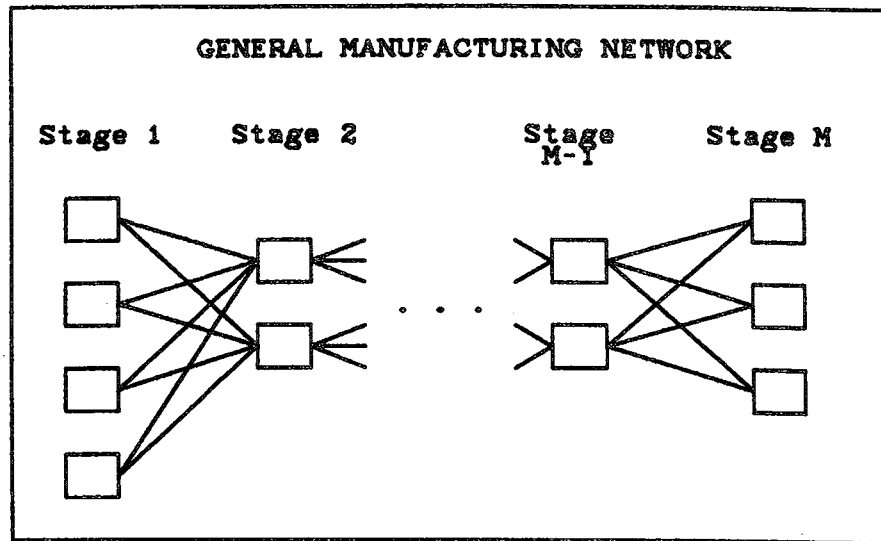 GENERAL MANUFACTURING NETWORK
Stage 1
Stage 2
Stage
M-1
Stage M